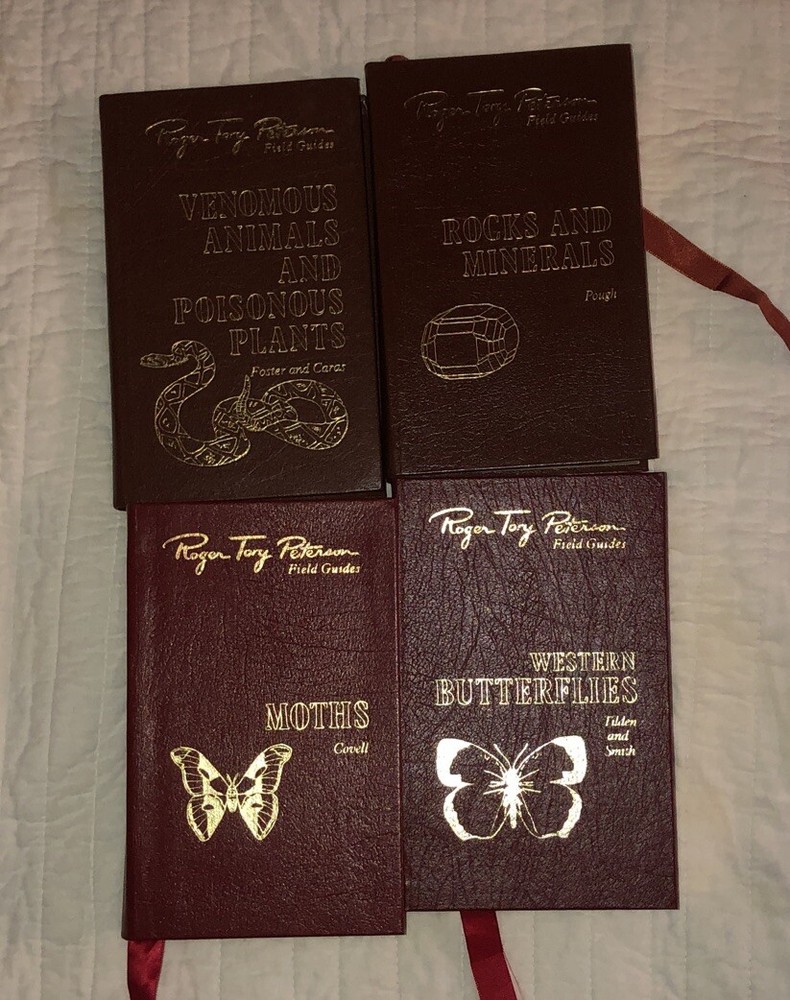 Roger Tory Peterson
Field Guides
VENOMOUS
ANIMALS
AND
POISONOUS
PLANTS
Foster and Caras
Roger Tory Peterson
Field Guides
ROCKS AND
MINERALS
Pough
Roger Tory Peterson
Field Guides
MOTHS
Covell
Roger Tory Peterson
Field Guides
WESTERN
BUTTERFLIES
Tilden
and
Smith